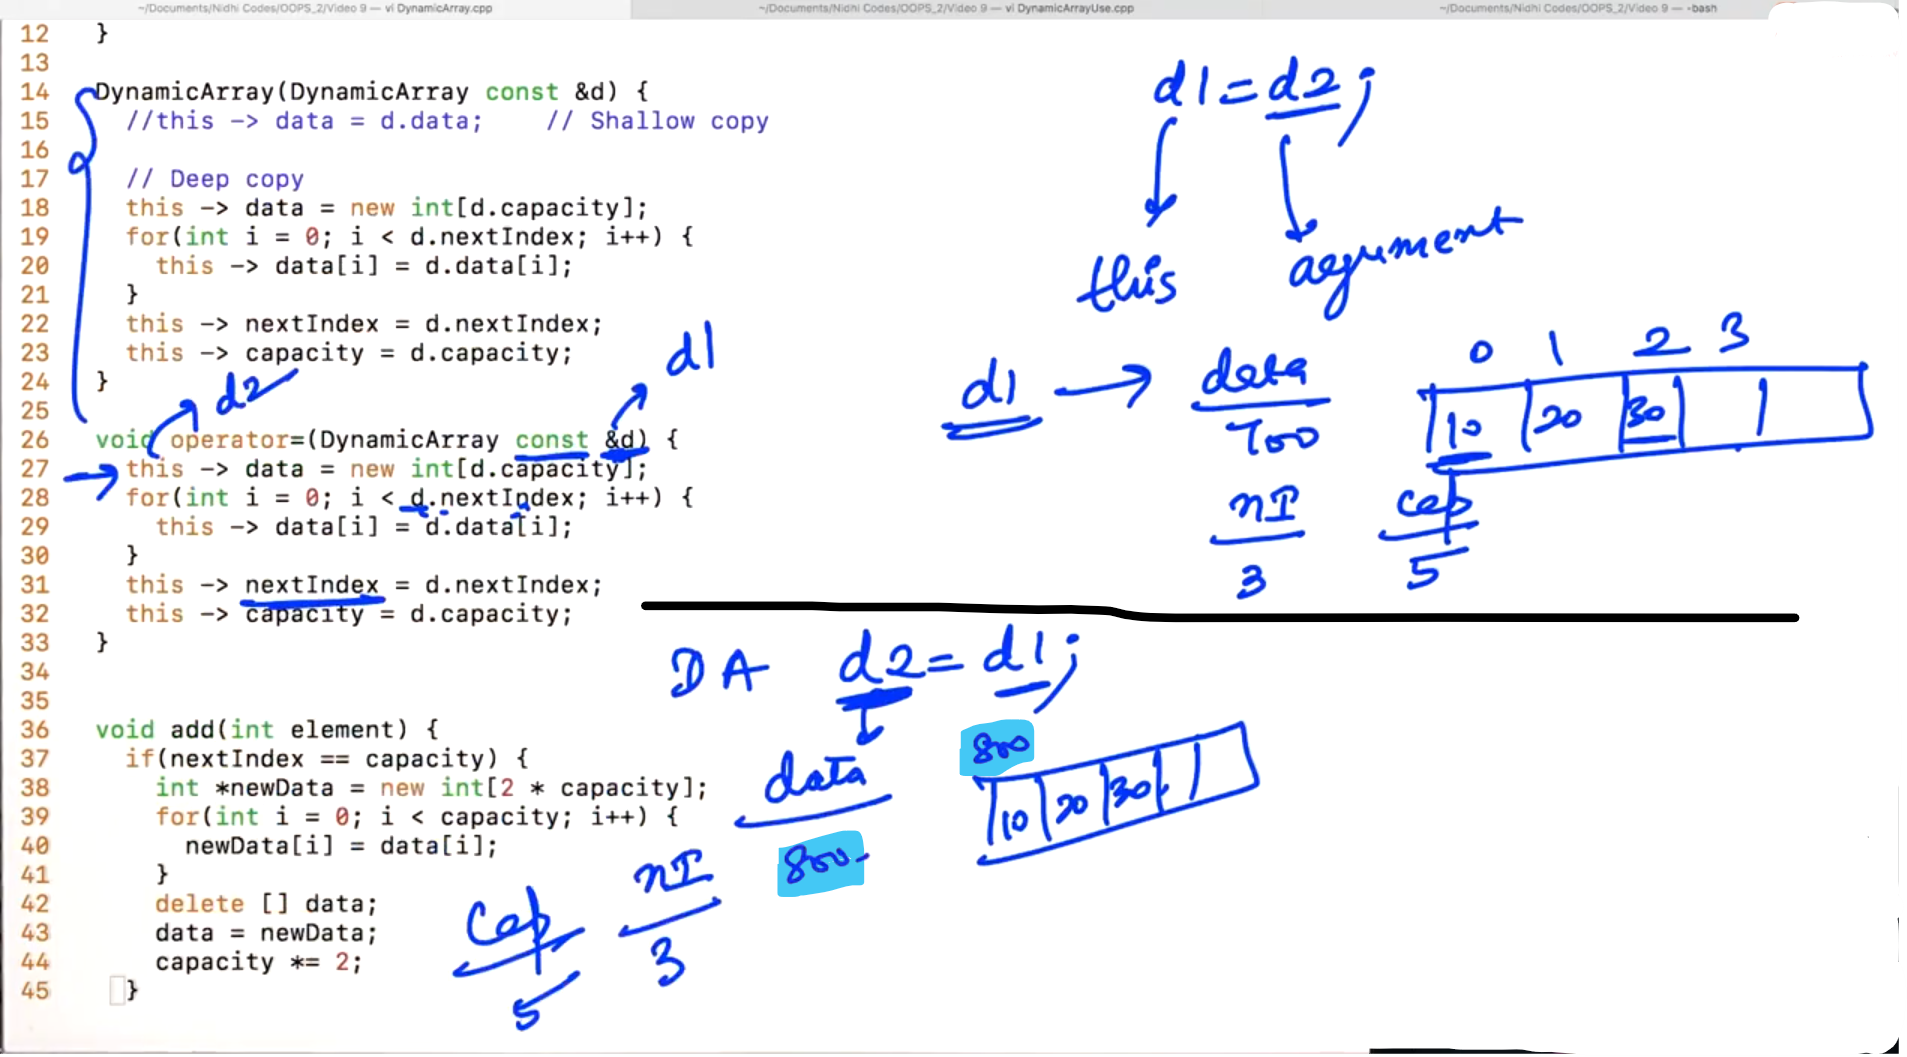 ~/Documents/Nidhi Codes/OOPS_2/Video 9 — vi DynamicArray.cpp
~/Documents/Nidhi Codes/OOPS_2/Video 9 — vi DynamicArrayUse.cpp
~/Documents/Nidhi Codes/OOPS_2/Video 9 — -bash
12 }
13
14 DynamicArray(DynamicArray const &d) {
15 //this -> data = d.data; // Shallow copy
16
17 // Deep copy
18 this -> data = new int[d.capacity];
19 for(int i = 0; i < d.nextIndex; i++) {
20 this -> data[i] = d.data[i];
21 }
22 this -> nextIndex = d.nextIndex;
23 this -> capacity = d.capacity;
24 }
25
26 void operator=(DynamicArray const &d) {
27 this -> data = new int[d.capacity];
28 for(int i = 0; i < d.nextIndex; i++) {
29 this -> data[i] = d.data[i];
30 }
31 this -> nextIndex = d.nextIndex;
32 this -> capacity = d.capacity;
33 }
34
35
36 void add(int element) {
37 if(nextIndex == capacity) {
38 int *newData = new int[2 * capacity];
39 for(int i = 0; i < capacity; i++) {
40 newData[i] = data[i];
41 }
42 delete [] data;
43 data = newData;
44 capacity *= 2;
45 }
d1 = d2;
this argument
d2
d1
d1 → data
700
0 1 2 3
10 20 30
nI cap
3 5
DA d2 = d1;
data
800
800
10 20 30
nI
3
cap
5